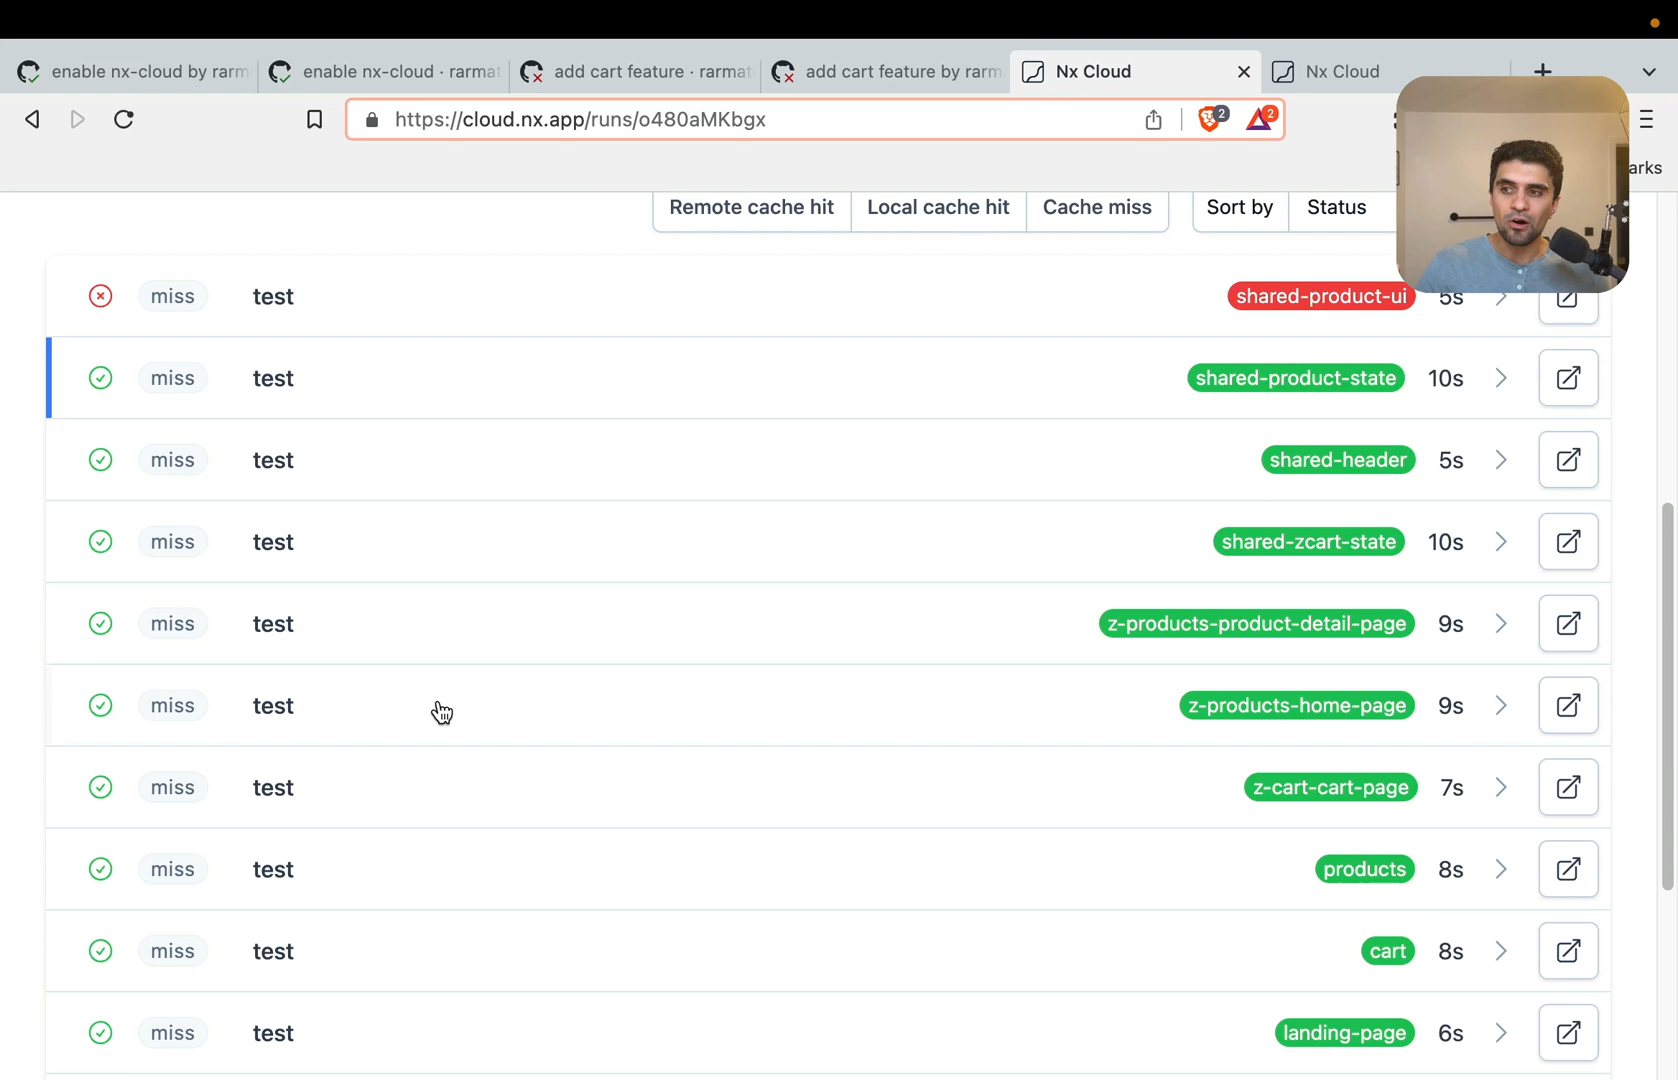 enable nx-cloud by rarm
enable nx-cloud · rarmat
add cart feature · rarmat
add cart feature by rarm
Nx Cloud
Nx Cloud
https://cloud.nx.app/runs/o480aMKbgx
2
2
arks
Remote cache hit
Local cache hit
Cache miss
Sort by
Status
miss test shared-product-ui 5s
miss test shared-product-state 10s
miss test shared-header 5s
miss test shared-zcart-state 10s
miss test z-products-product-detail-page 9s
miss test z-products-home-page 9s
miss test z-cart-cart-page 7s
miss test products 8s
miss test cart 8s
miss test landing-page 6s